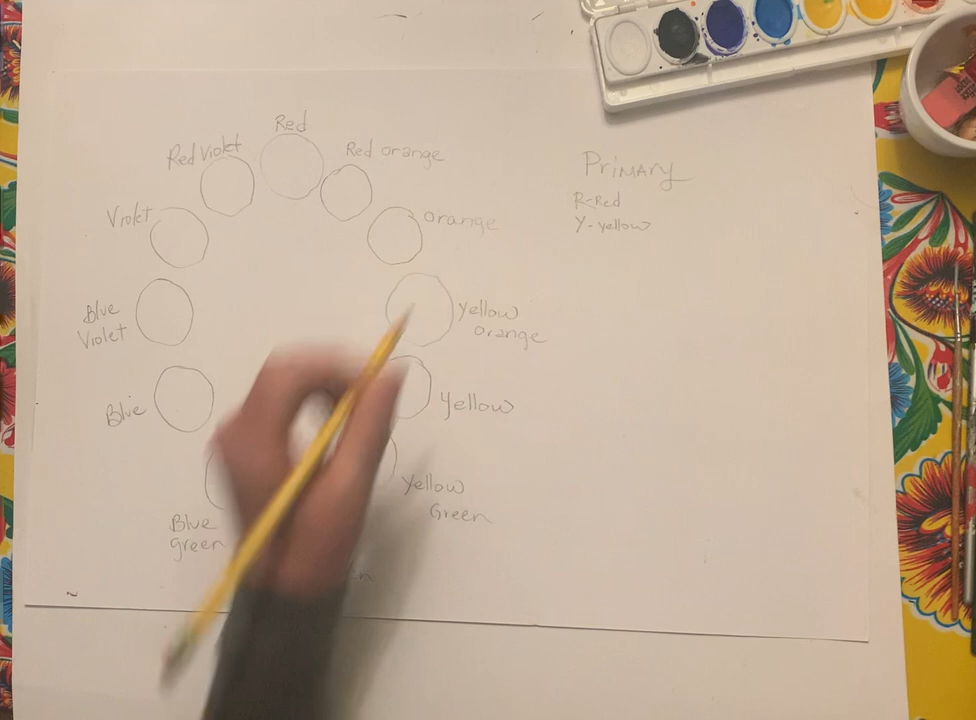 Red
Red Violet
Red orange
Violet
orange
Blue
Violet
Yellow
orange
Blue
Yellow
Yellow
Green
Blue
green
Primary
R-Red
Y-yellow